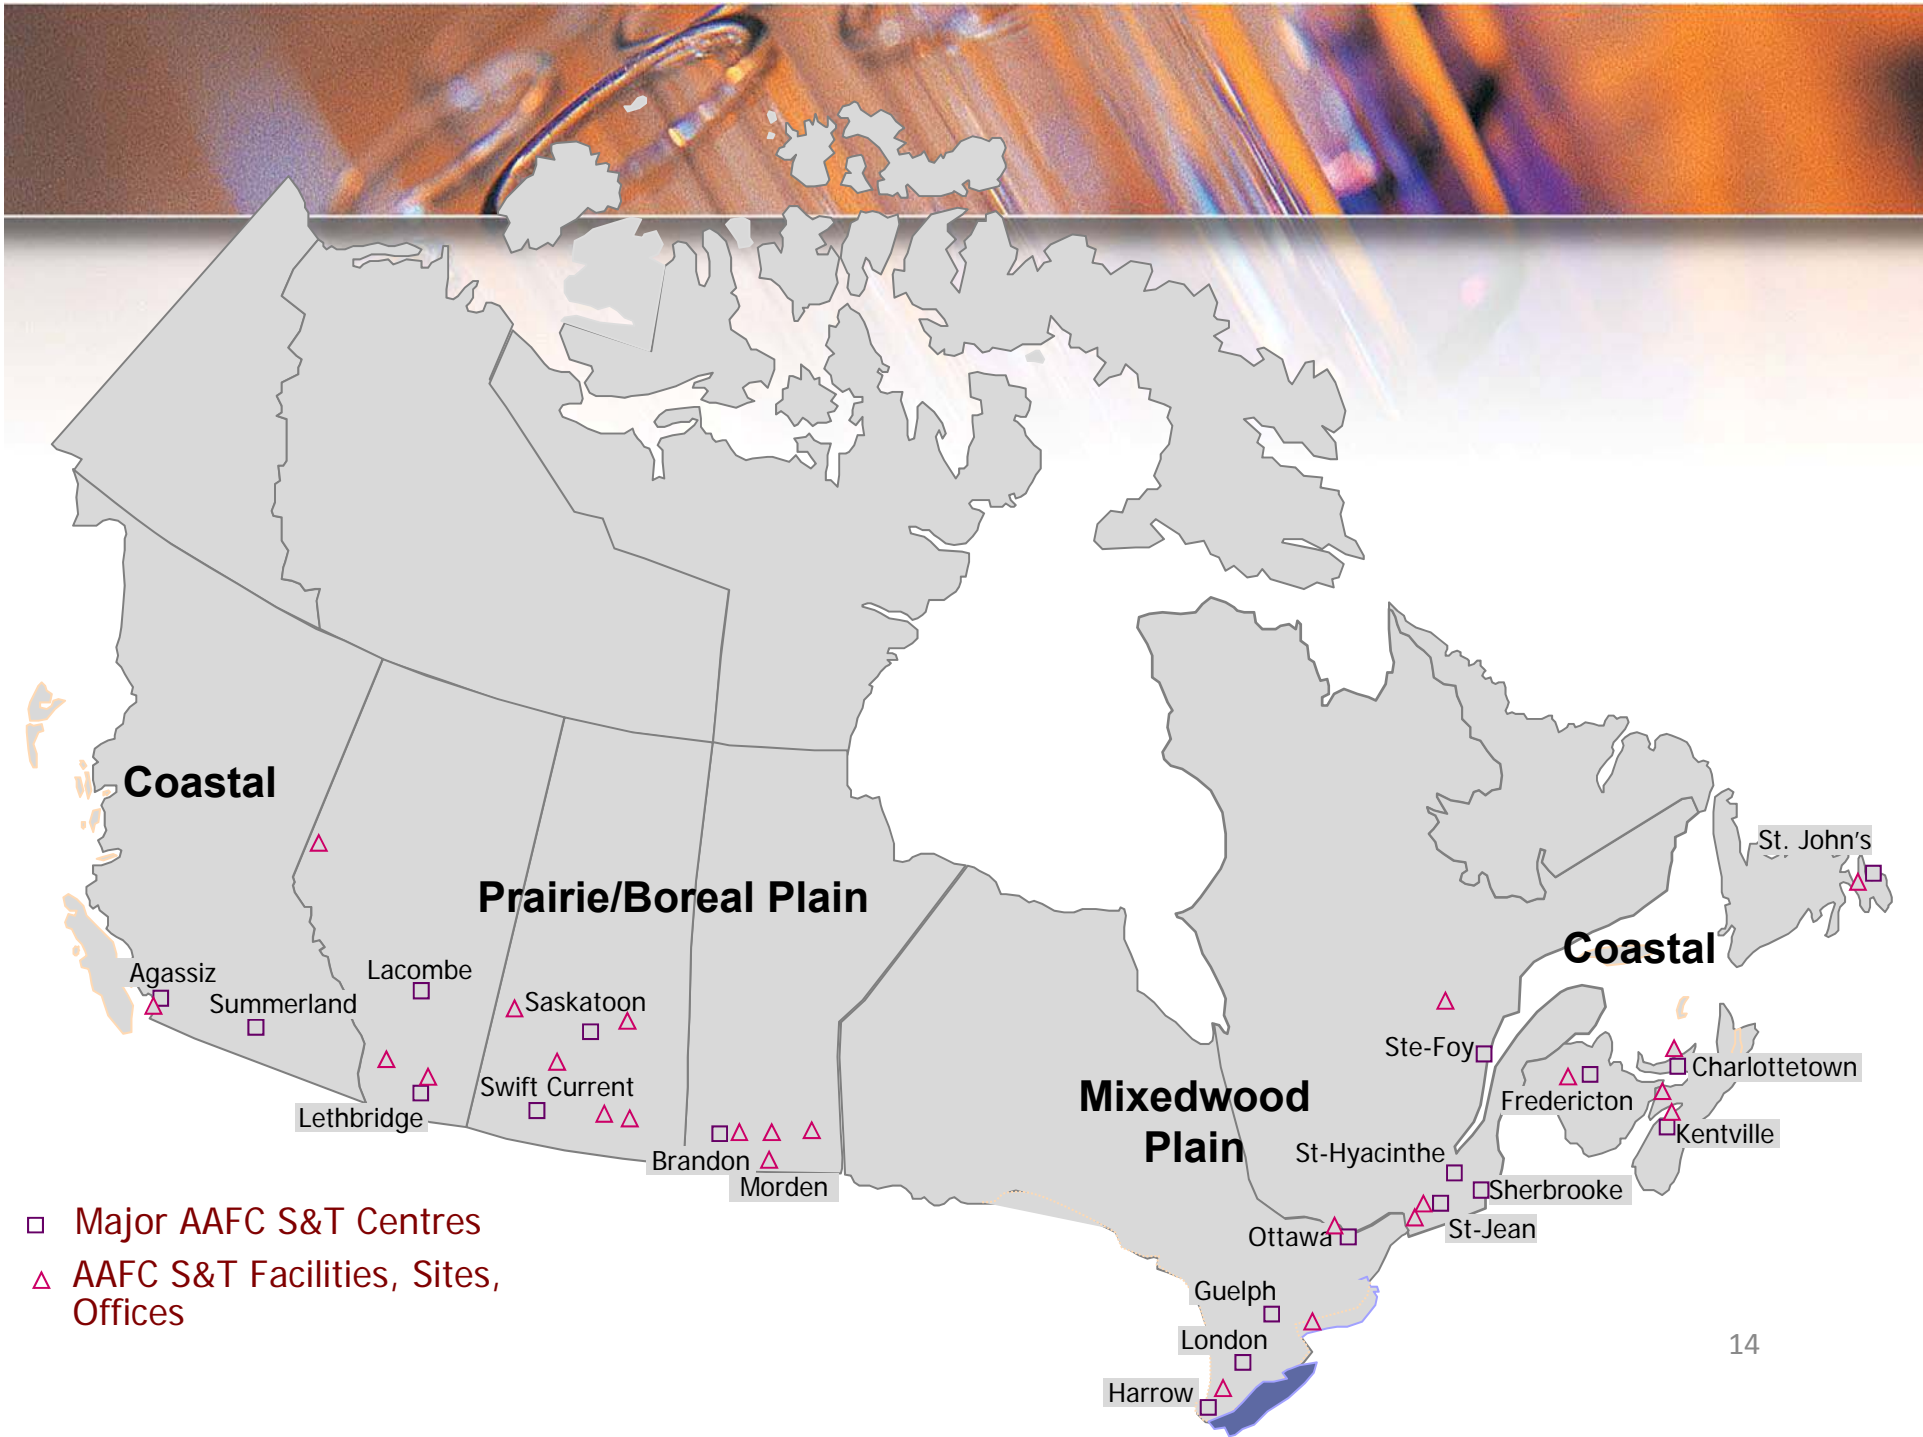 Coastal
Prairie/Boreal Plain
St. John's
Coastal
Agassiz
Summerland
Lacombe
Saskatoon
Ste-Foy
Charlottetown
Swift Current
Mixedwood
Plain
Fredericton
Lethbridge
Kentville
Brandon
St-Hyacinthe
Morden
Sherbrooke
St-Jean
Ottawa
Major AAFC S&T Centres
AAFC S&T Facilities, Sites,
Offices
Guelph
London
Harrow
14